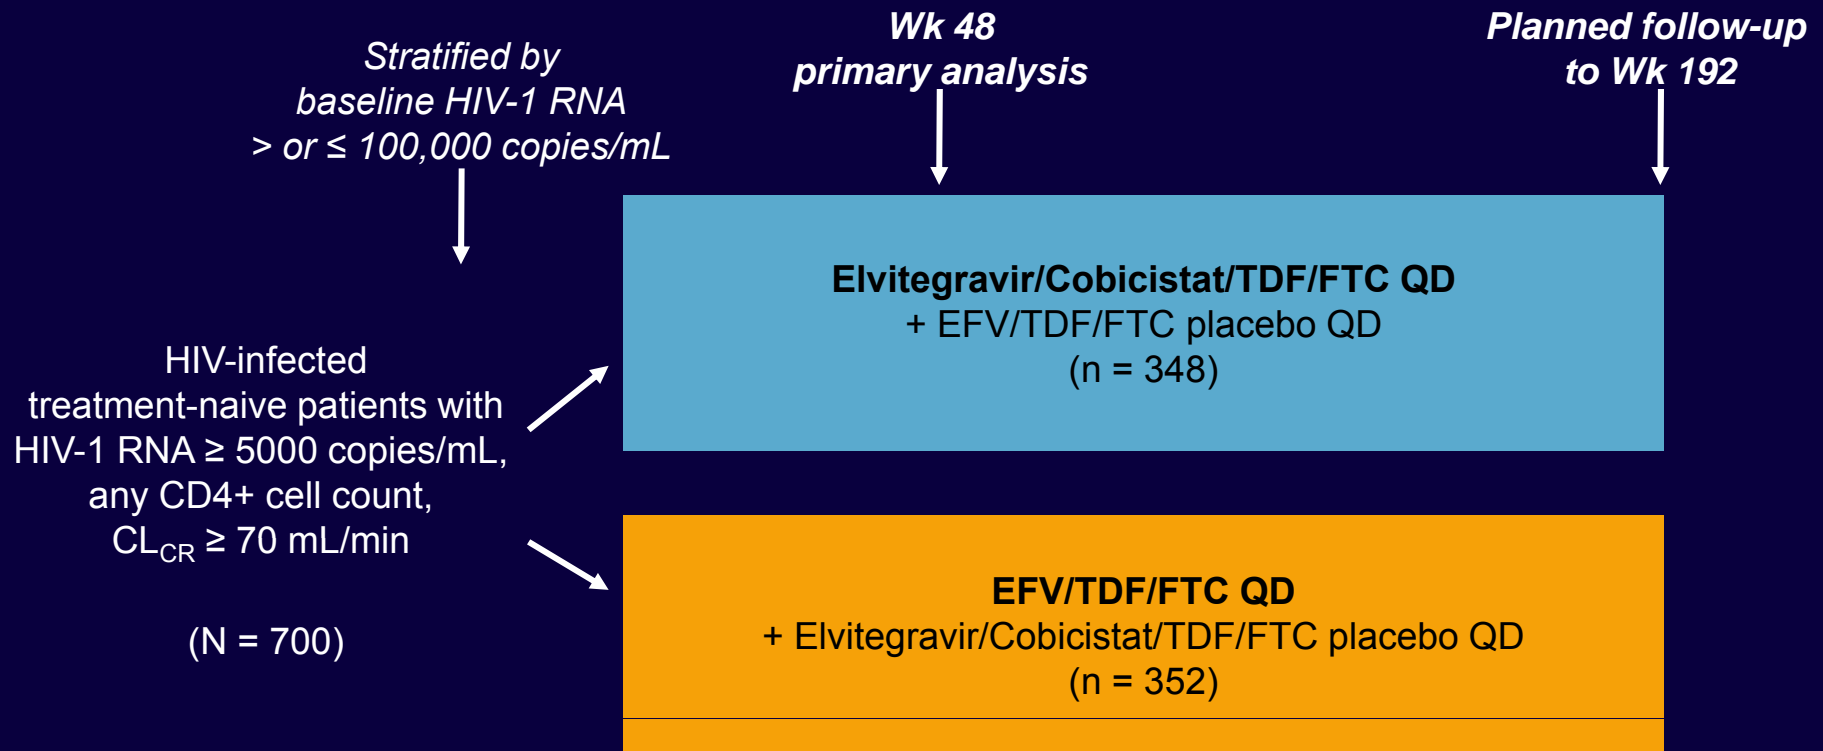 Stratified by
baseline HIV-1 RNA
> or ≤ 100,000 copies/mL
Wk 48
primary analysis
Planned follow-up
to Wk 192
HIV-infected
treatment-naive patients with
HIV-1 RNA ≥ 5000 copies/mL,
any CD4+ cell count,
CLCR ≥ 70 mL/min
(N = 700)
Elvitegravir/Cobicistat/TDF/FTC QD
+ EFV/TDF/FTC placebo QD
(n = 348)
EFV/TDF/FTC QD
+ Elvitegravir/Cobicistat/TDF/FTC placebo QD
(n = 352)